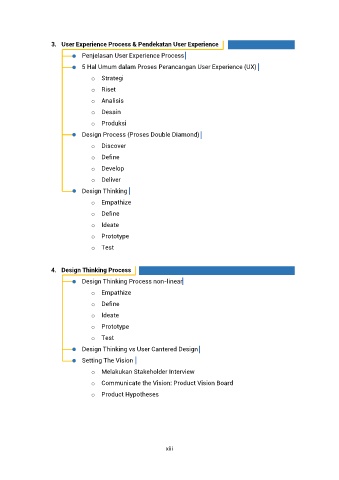 3. User Experience Process & Pendekatan User Experience
● Penjelasan User Experience Process
● 5 Hal Umum dalam Proses Perancangan User Experience (UX)
o Strategi
o Riset
o Analisis
o Desain
o Produksi
● Design Process (Proses Double Diamond)
o Discover
o Define
o Develop
o Deliver
● Design Thinking
o Empathize
o Define
o Ideate
o Prototype
o Test
4. Design Thinking Process
● Design Thinking Process non-linear
o Empathize
o Define
o Ideate
o Prototype
o Test
● Design Thinking vs User Cantered Design
● Setting The Vision
o Melakukan Stakeholder Interview
o Communicate the Vision: Product Vision Board
o Product Hypotheses
xiii